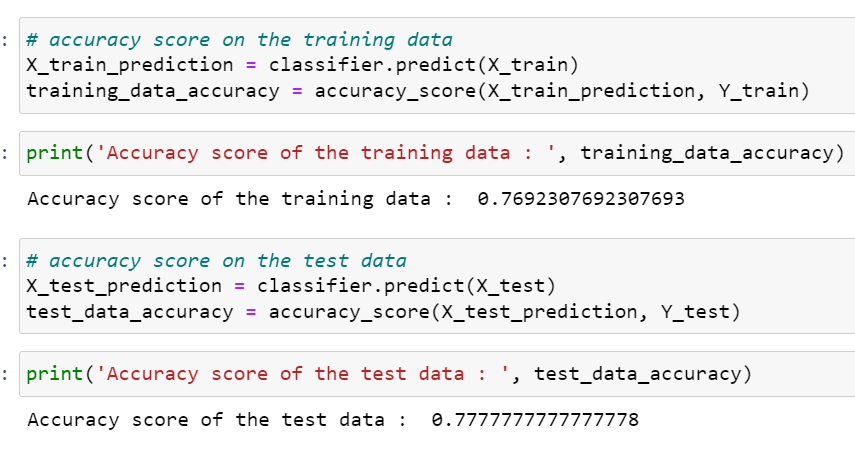 : # accuracy score on the training data
X_train_prediction = classifier.predict(X_train)
training_data_accuracy = accuracy_score(X_train_prediction, Y_train)
: print('Accuracy score of the training data : ', training_data_accuracy)
Accuracy score of the training data :  0.7692307692307693
: # accuracy score on the test data
X_test_prediction = classifier.predict(X_test)
test_data_accuracy = accuracy_score(X_test_prediction, Y_test)
: print('Accuracy score of the test data : ', test_data_accuracy)
Accuracy score of the test data :  0.7777777777777778